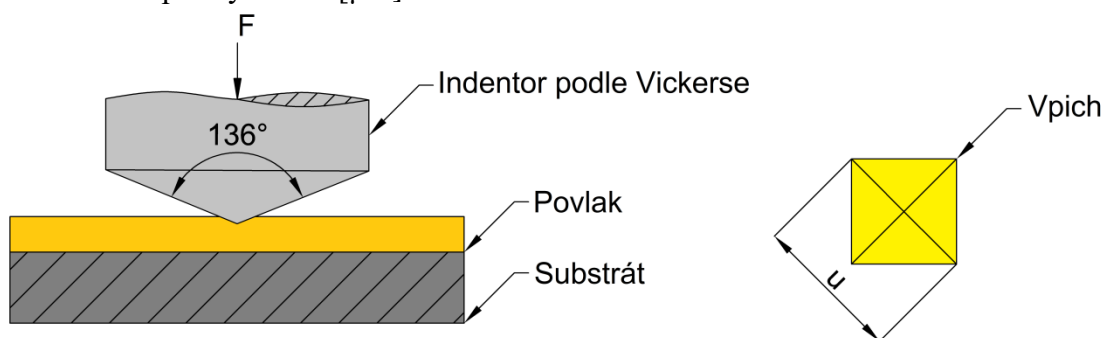 F
Indentor podle Vickerse
136°
Vpich
Povlak
Substrát
u